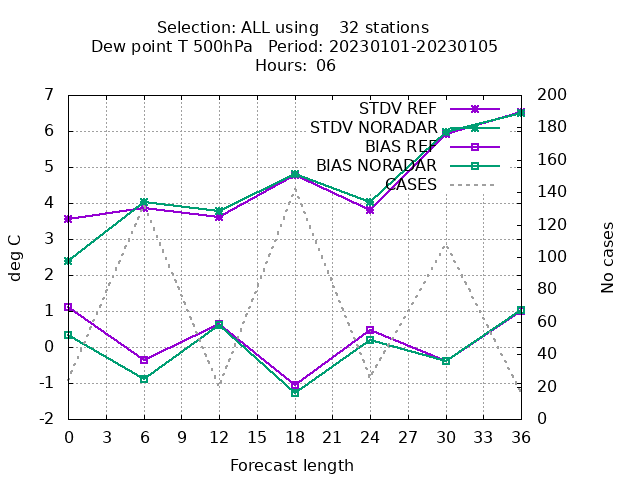 Selection: ALL using    32 stations
Dew point T 500hPa   Period: 20230101-20230105
Hours:  06
7
6
5
4
3
2
1
0
-1
-2
200
180
160
140
120
100
80
60
40
20
0
STDV REF
STDV NORADAR
BIAS REF
BIAS NORADAR
CASES
deg C
No cases
0 3 6 9 12 15 18 21 24 27 30 33 36
Forecast length